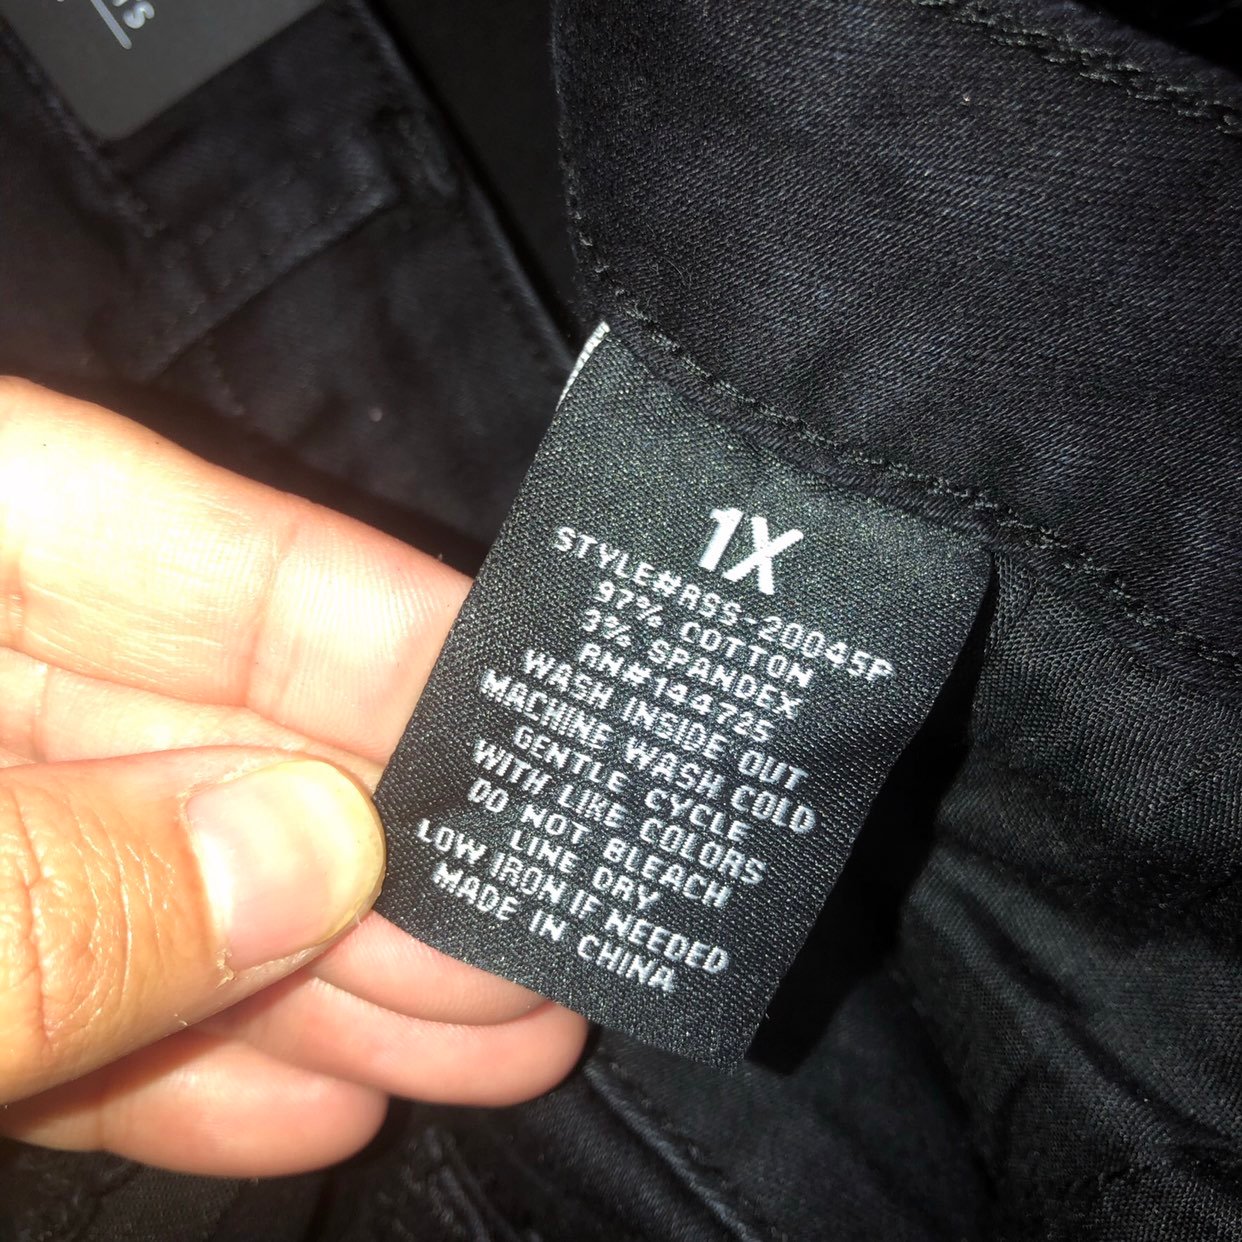 1X
STYLE#ASS-20045P
97% COTTON
3% SPANDEX
RN#144725
WASH INSIDE OUT
MACHINE WASH COLD
GENTLE CYCLE
WITH LIKE COLORS
DO NOT BLEACH
LINE DRY
LOW IRON IF NEEDED
MADE IN CHINA